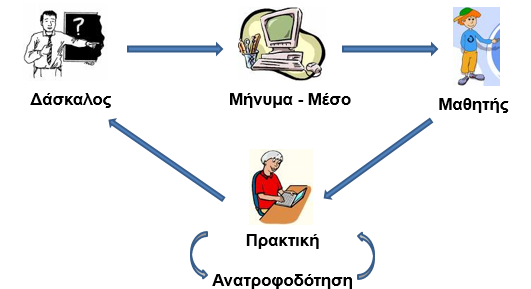 ?
Δάσκαλος
Μήνυμα - Μέσο
Μαθητής
Πρακτική
Ανατροφοδότηση